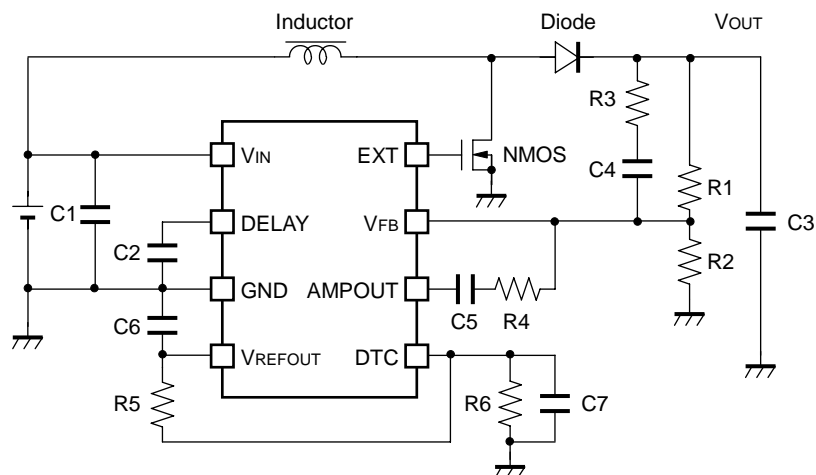 Inductor
Diode
VOUT
R3
VIN
EXT
NMOS
C4
R1
C1
DELAY
VFB
C3
C2
R2
GND
AMPOUT
C5
R4
C6
VREFOUT
DTC
R5
R6
C7